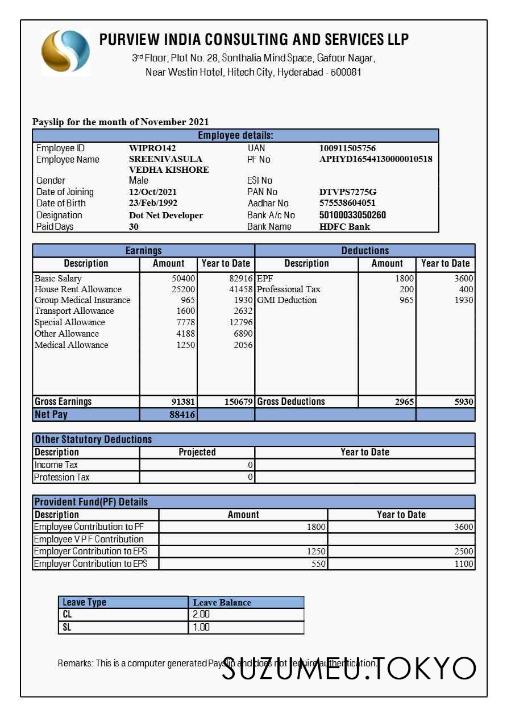 PURVIEW INDIA CONSULTING AND SERVICES LLP
3rd Floor, Plot No. 28, Sonthalia Mind Space, Gafoor Nagar,
Near Westin Hotel, Hitech City, Hyderabad - 600081
Payslip for the month of November 2021
Employee details:
Employee ID WIPRO142 UAN 100911505756
Employee Name SREENIVASULA PF No APHYD16544130000010518
VEDHA KISHORE
Gender Male ESI No
Date of Joining 12/Oct/2021 PAN No DTVPS7275G
Date of Birth 23/Feb/1992 Aadhar No 575538604051
Designation Dot Net Developer Bank A/c No 50100033050260
Paid Days 30 Bank Name HDFC Bank
Earnings Deductions
Description Amount Year to Date Description Amount Year to Date
Basic Salary 50400 82916 EPF 1800 3600
House Rent Allowance 25200 41458 Professional Tax 200 400
Group Medical Insurance 965 1930 GMI Deduction 965 1930
Transport Allowance 1600 2632
Special Allowance 7778 12796
Other Allowance 4188 6890
Medical Allowance 1250 2056
Gross Earnings 91381 150679 Gross Deductions 2965 5930
Net Pay 88416
Other Statutory Deductions
Description Projected Year to Date
Income Tax 0
Profession Tax 0
Provident Fund(PF) Details
Description Amount Year to Date
Employee Contribution to PF 1800 3600
Employee V P F Contribution
Employer Contribution to EPS 1250 2500
Employer Contribution to EPS 550 1100
Leave Type Leave Balance
CL 2.00
SL 1.00
Remarks: This is a computer generated Payslip and does not require authentication.
SUZUMEU.TOKYO